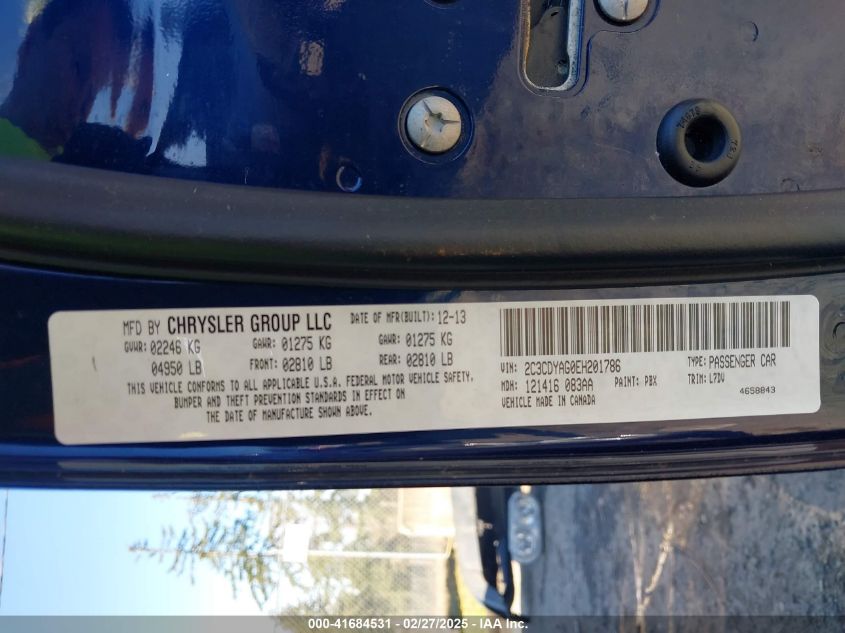 MFD BY CHRYSLER GROUP LLC DATE OF MFR(BUILT): 12-13
GVWR: 02246 KG GAWR: 01275 KG GAWR: 01275 KG
04950 LB FRONT: 02810 LB REAR: 02810 LB
THIS VEHICLE CONFORMS TO ALL APPLICABLE U.S.A. FEDERAL MOTOR VEHICLE SAFETY,
BUMPER AND THEFT PREVENTION STANDARDS IN EFFECT ON
THE DATE OF MANUFACTURE SHOWN ABOVE.
VIN: 2C3CDYAG0EH201786 TYPE: PASSENGER CAR
MDH: 121416 083AA PAINT: PBX TRIM: L7DV
VEHICLE MADE IN CANADA 4658843
000-41684531 - 02/27/2025 - IAA Inc.